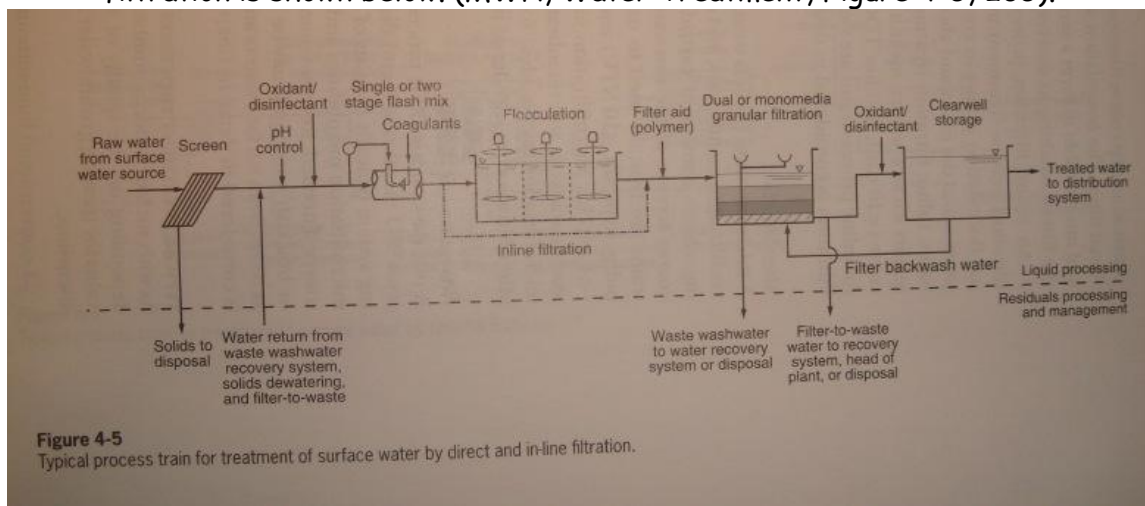 Oxidant/
disinfectant
Single or two
stage flash mix
Coagulants
Flocculation
Filter aid
(polymer)
Dual or monomedia
granular filtration
Oxidant/
disinfectant
Clearwell
storage
Raw water
from surface
water source
Screen
pH
control
Treated water
to distribution
system
Inline filtration
Filter backwash water
Liquid processing
Residuals processing
and management
Solids to
disposal
Water return from
waste washwater
recovery system,
solids dewatering,
and filter-to-waste
Waste washwater
to water recovery
system or disposal
Filter-to-waste
water to recovery
system, head of
plant, or disposal
Figure 4-5
Typical process train for treatment of surface water by direct and in-line filtration.